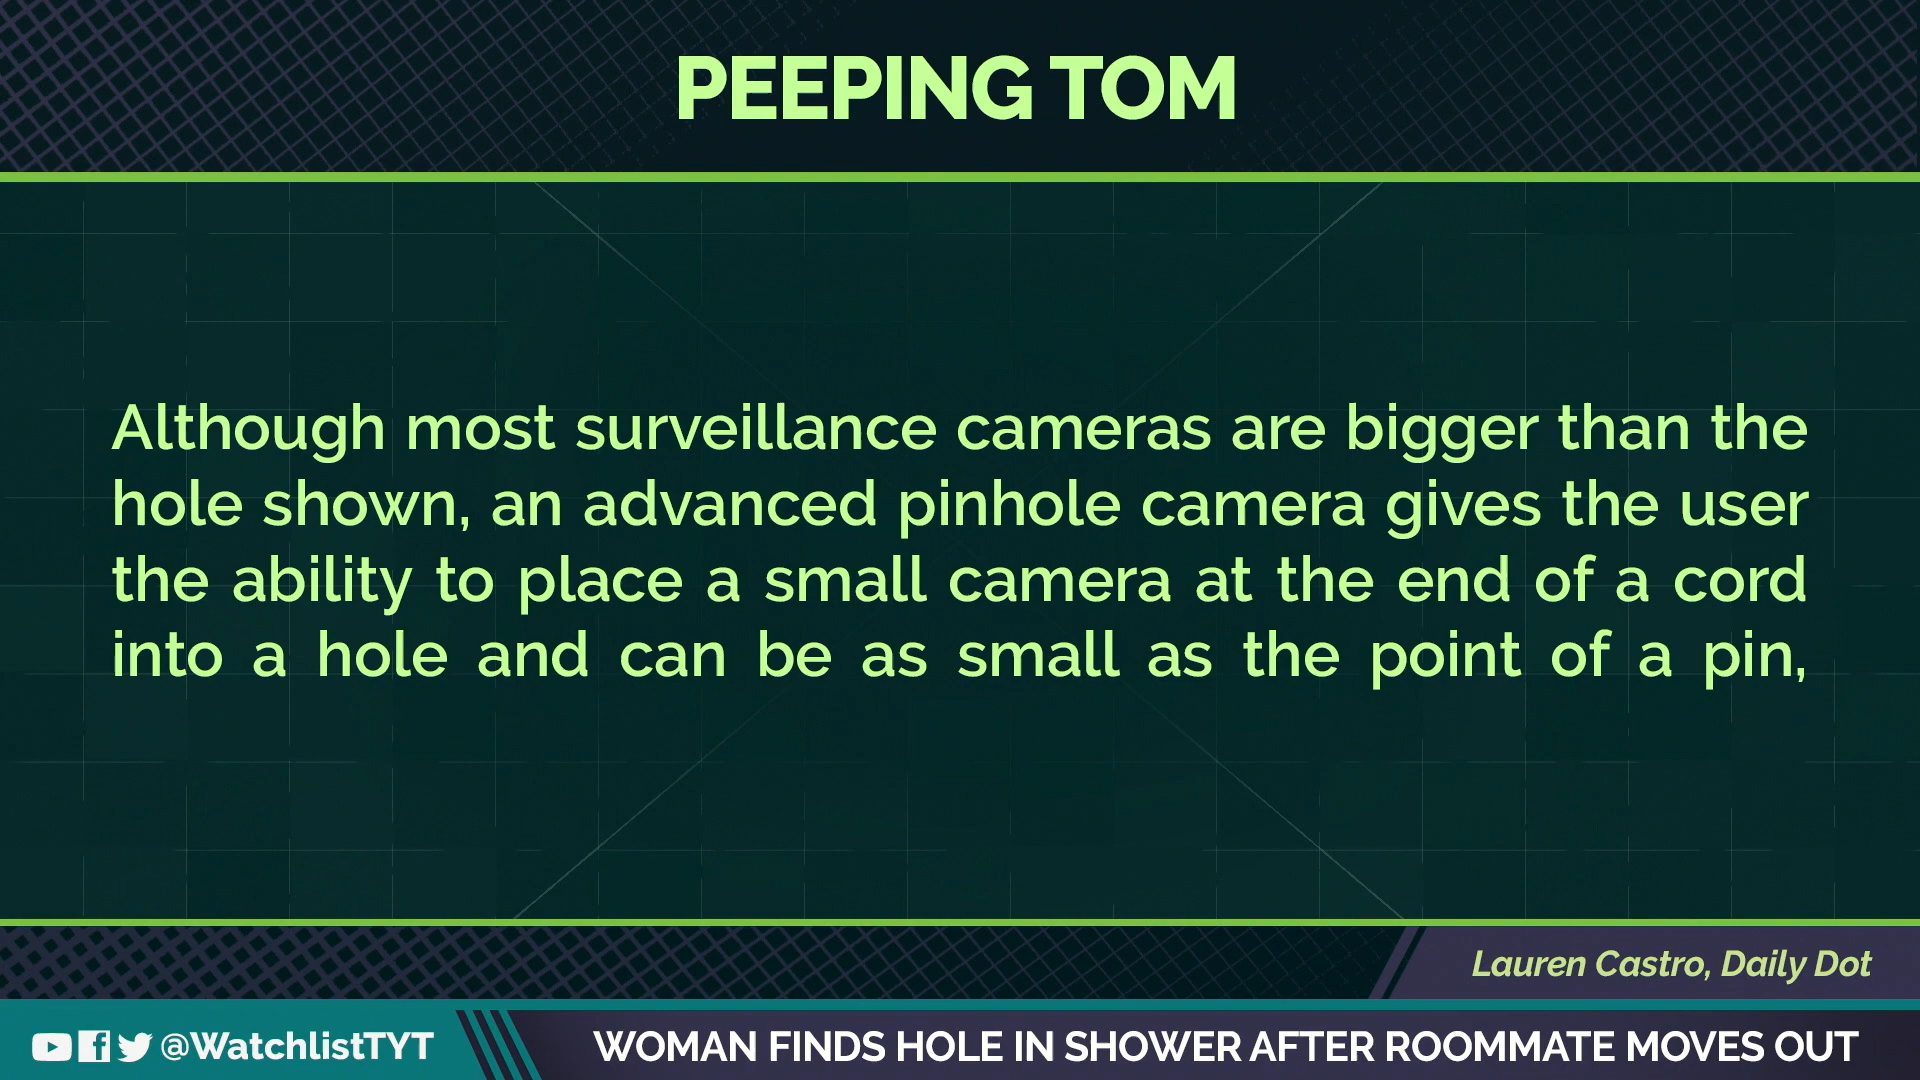 PEEPING TOM
Although most surveillance cameras are bigger than the
hole shown, an advanced pinhole camera gives the user
the ability to place a small camera at the end of a cord
into a hole and can be as small as the point of a pin,
Lauren Castro, Daily Dot
@WatchlistTYT
WOMAN FINDS HOLE IN SHOWER AFTER ROOMMATE MOVES OUT